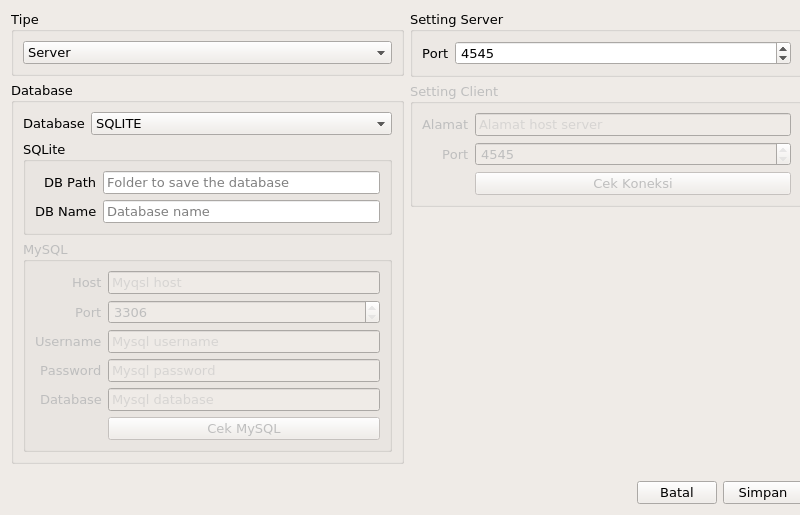 Tipe
Server
Database
Database SQLITE
SQLite
DB Path Folder to save the database
DB Name Database name
MySQL
Host Myqsl host
Port 3306
Username Mysql username
Password Mysql password
Database Mysql database
Cek MySQL
Setting Server
Port 4545
Setting Client
Alamat Alamat host server
Port 4545
Cek Koneksi
Batal Simpan